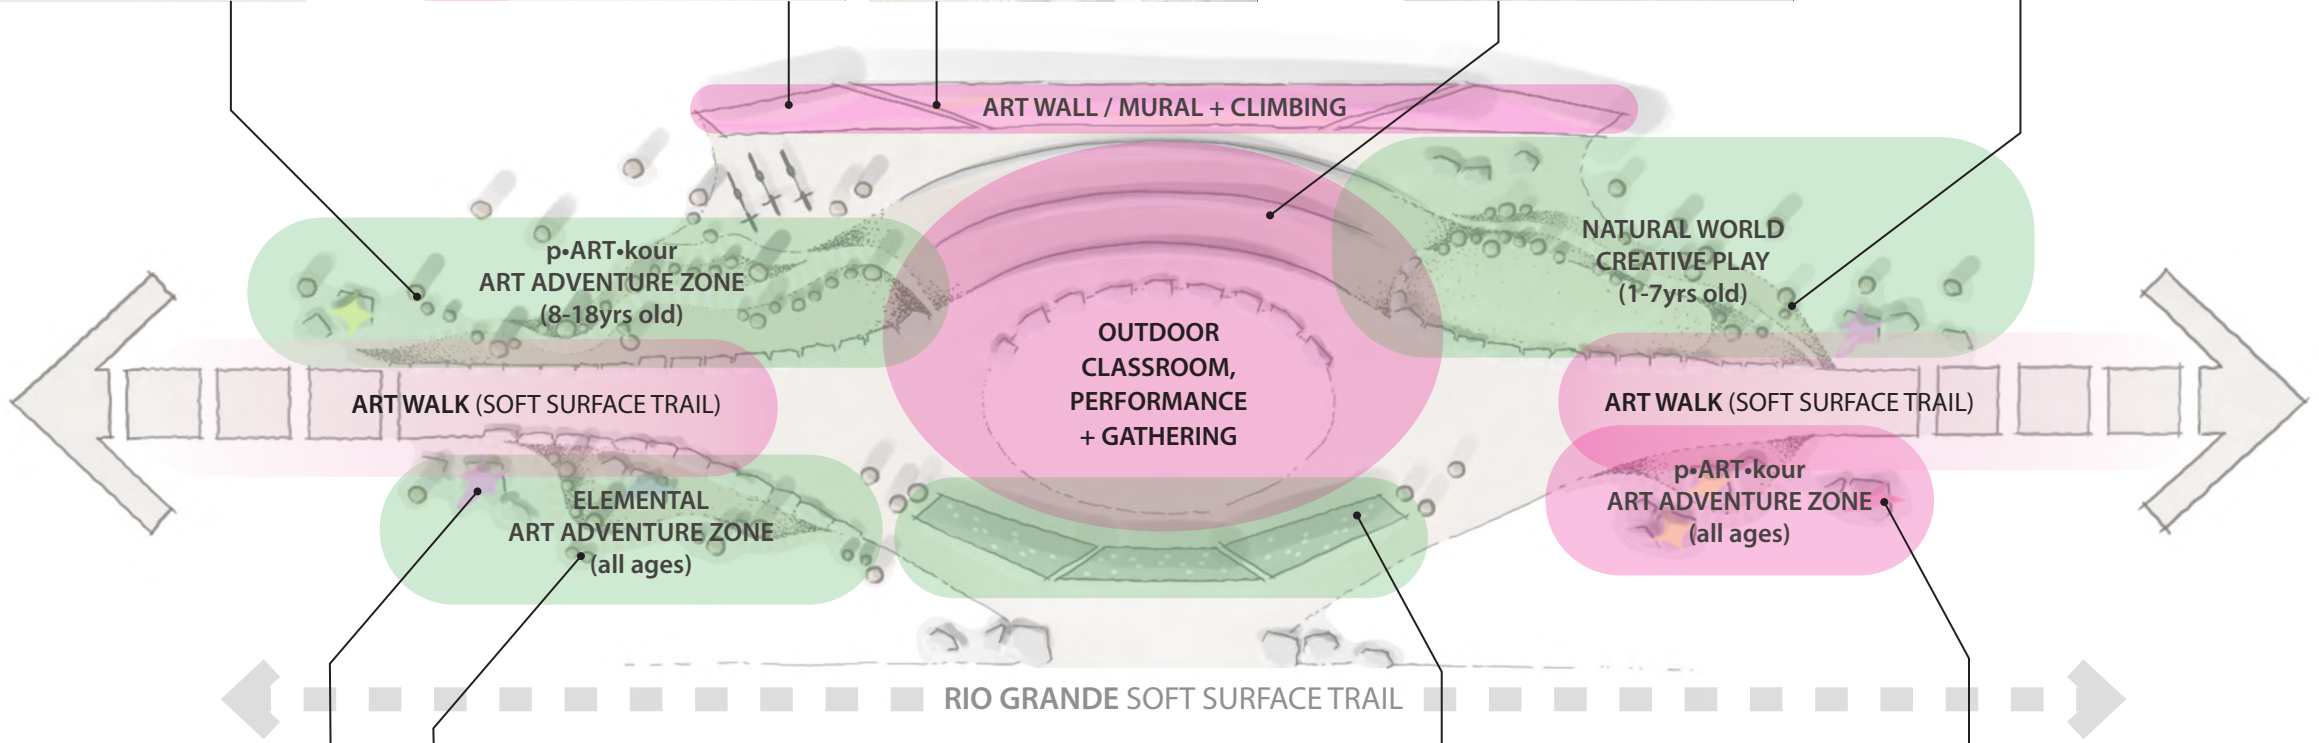 ART WALL / MURAL + CLIMBING
p•ART•kour
ART ADVENTURE ZONE
(8-18yrs old)
NATURAL WORLD
CREATIVE PLAY
(1-7yrs old)
OUTDOOR
CLASSROOM,
PERFORMANCE
+ GATHERING
ART WALK (SOFT SURFACE TRAIL)
ART WALK (SOFT SURFACE TRAIL)
ELEMENTAL
ART ADVENTURE ZONE
(all ages)
p•ART•kour
ART ADVENTURE ZONE
(all ages)
RIO GRANDE SOFT SURFACE TRAIL